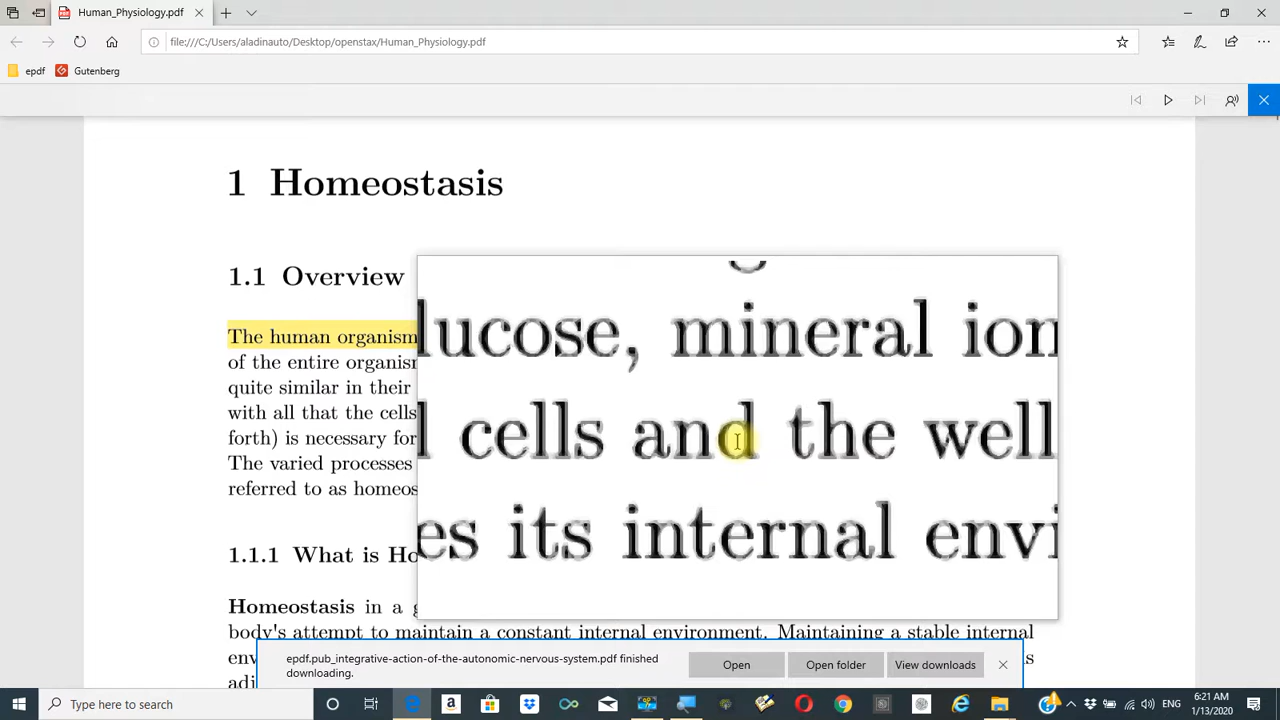 Human_Physiology.pdf
file:///C:/Users/aladinauto/Desktop/openstax/Human_Physiology.pdf
epdf
Gutenberg
1 Homeostasis
1.1 Overview
The human organism
of the entire organism
quite similar in their
with all that the cells
forth) is necessary for
The varied processes
referred to as homeos
lucose, mineral ion
l cells and the well
es its internal envi
1.1.1 What is Ho
Homeostasis in a g
body's attempt to maintain a constant internal environment. Maintaining a stable internal
env
adj
epdf.pub_integrative-action-of-the-autonomic-nervous-system.pdf finished
downloading.
Open
Open folder
View downloads
Type here to search
6:21 AM
1/13/2020